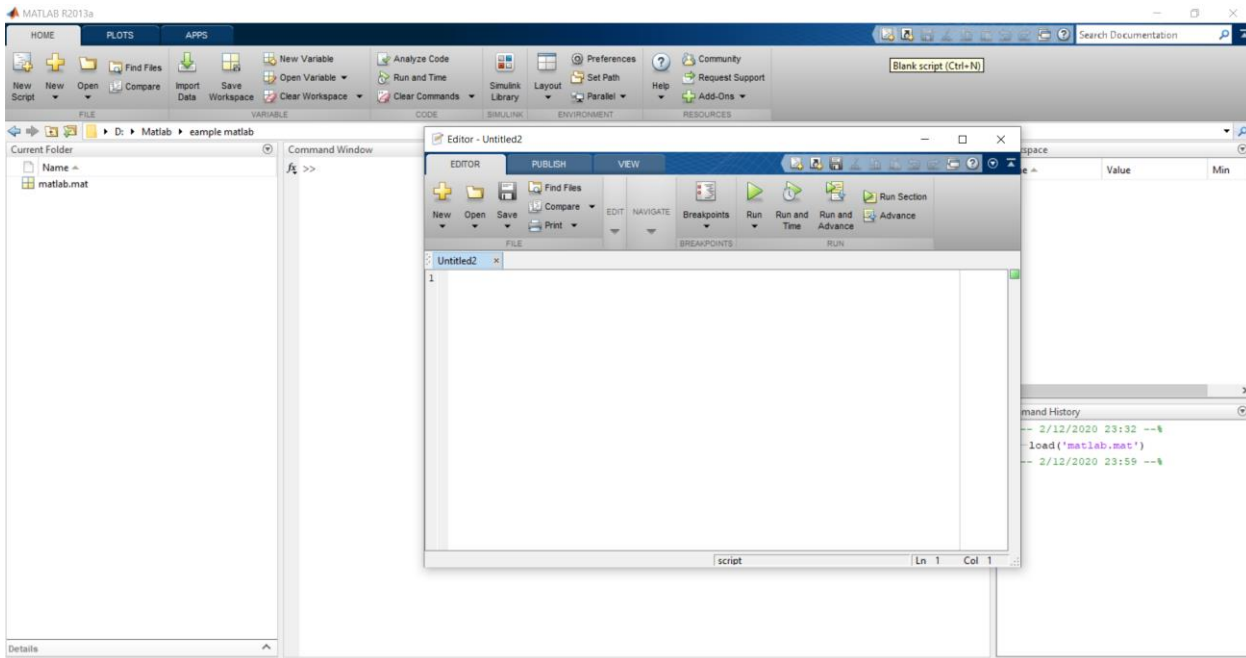 MATLAB R2013a
HOME PLOTS APPS
Search Documentation
New Script
New
Open
Find Files
Compare
Import Data
Save Workspace
New Variable
Open Variable
Clear Workspace
Analyze Code
Run and Time
Clear Commands
Simulink Library
Layout
Preferences
Set Path
Parallel
Help
Community
Request Support
Add-Ons
Blank script (Ctrl+N)
FILE VARIABLE CODE SIMULINK ENVIRONMENT RESOURCES
D: Matlab eample matlab
Current Folder
Name
matlab.mat
Details
Command Window
fx >>
Editor - Untitled2
EDITOR PUBLISH VIEW
New
Open
Save
Find Files
Compare
Print
EDIT
NAVIGATE
Breakpoints
Run
Run and Time
Run and Advance
Run Section
Advance
FILE BREAKPOINTS RUN
Untitled2
1
script Ln 1 Col 1
space
e Value Min
mand History
-- 2/12/2020 23:32 --%
load('matlab.mat')
-- 2/12/2020 23:59 --%